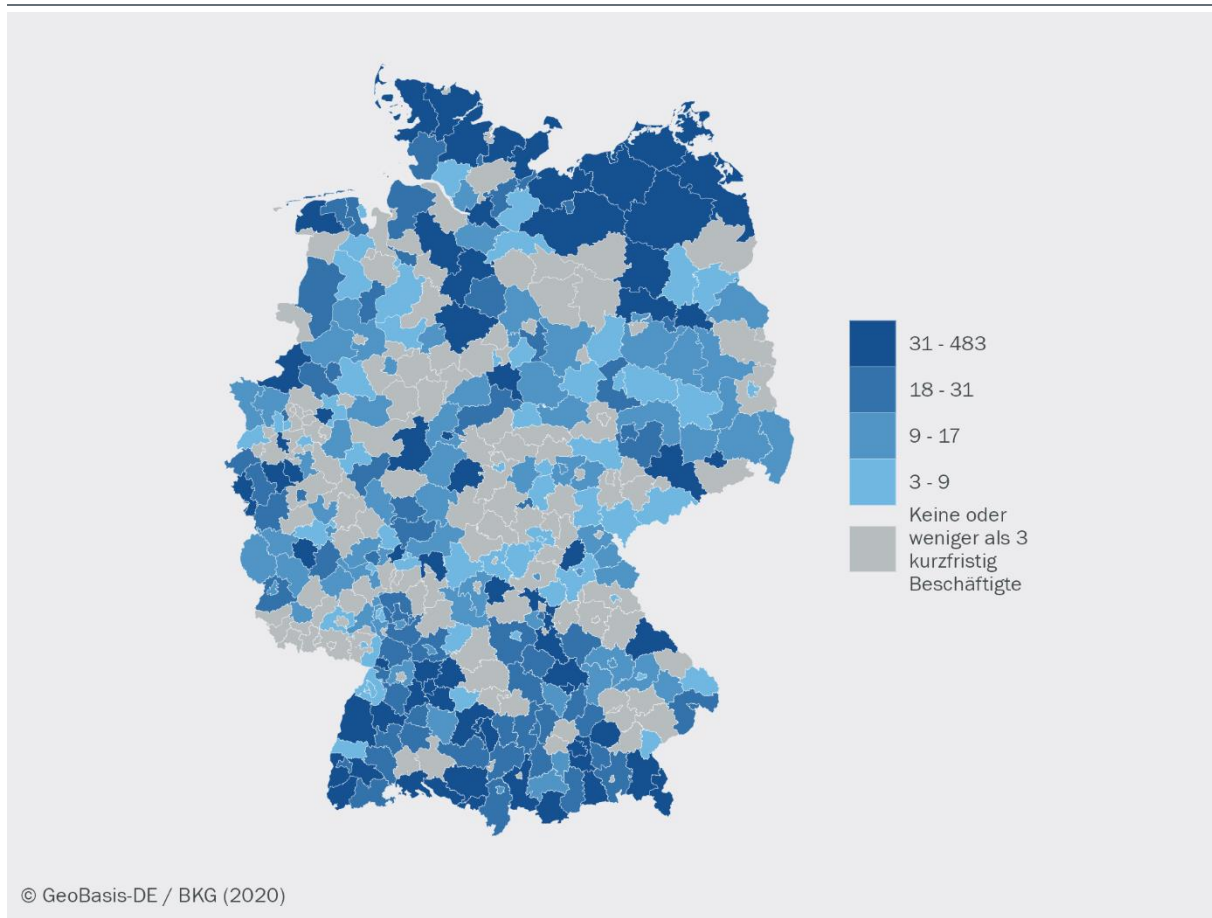 31 - 483
18 - 31
9 - 17
3 - 9
Keine oder
weniger als 3
kurzfristig
Beschäftigte
© GeoBasis-DE / BKG (2020)